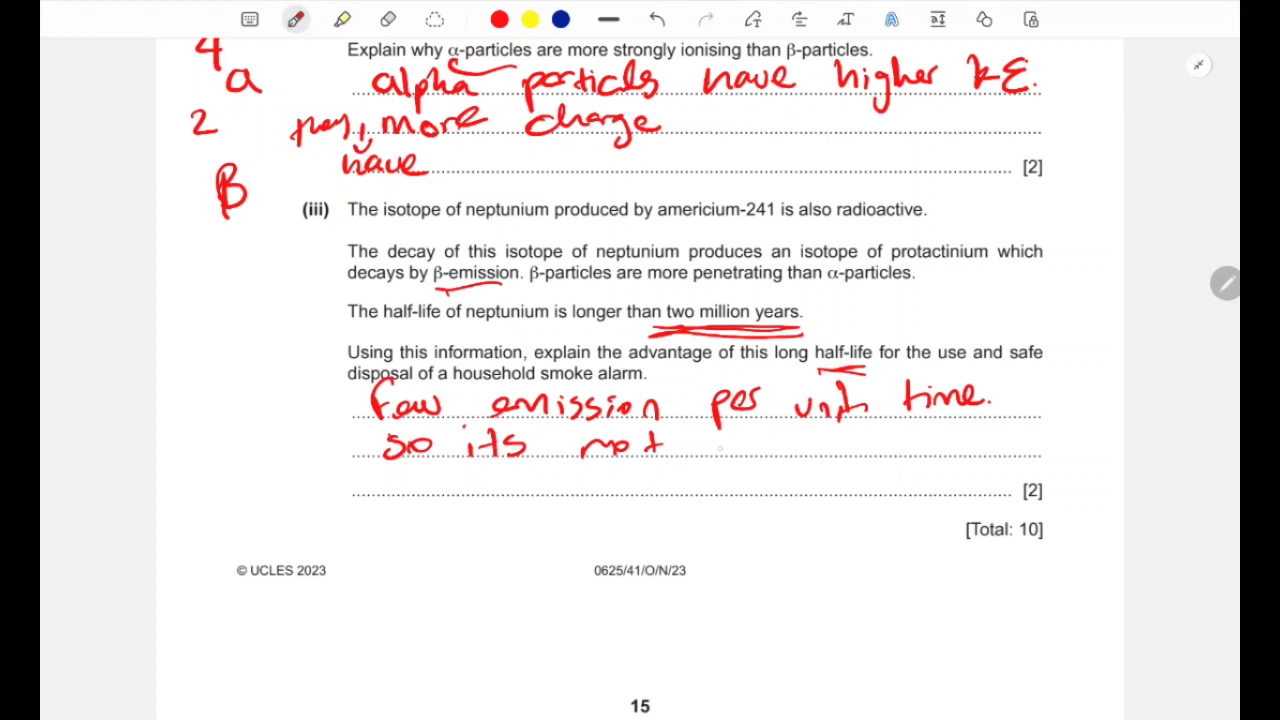 Explain why α-particles are more strongly ionising than β-particles.
4
a
2
β
alpha particles have higher KE.
they have more charge
[2]
(iii) The isotope of neptunium produced by americium-241 is also radioactive.
The decay of this isotope of neptunium produces an isotope of protactinium which
decays by β-emission. β-particles are more penetrating than α-particles.
The half-life of neptunium is longer than two million years.
Using this information, explain the advantage of this long half-life for the use and safe
disposal of a household smoke alarm.
few emission per unit time.
so its not
[2]
[Total: 10]
© UCLES 2023 0625/41/O/N/23
15